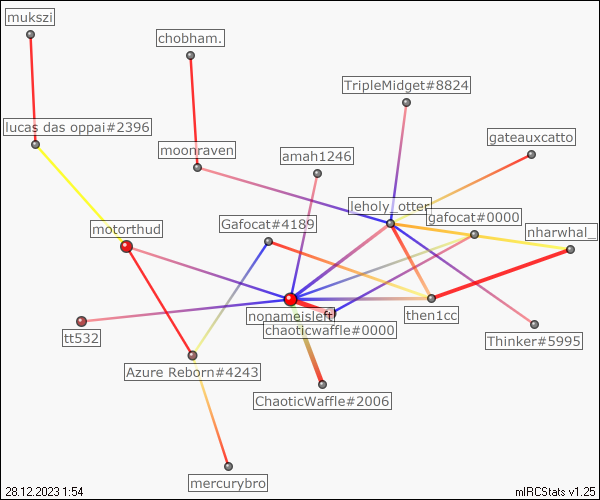 mukszi
chobham.
TripleMidget#8824
lucas das oppai#2396
gateauxcatto
moonraven
amah1246
leholy_otter
gafocat#0000
Gafocat#4189
motorthud
nharwhal_
nonameisleft
then1cc
chaoticwaffle#0000
tt532
Thinker#5995
Azure Reborn#4243
ChaoticWaffle#2006
mercurybro
28.12.2023 1:54
mIRCStats v1.25